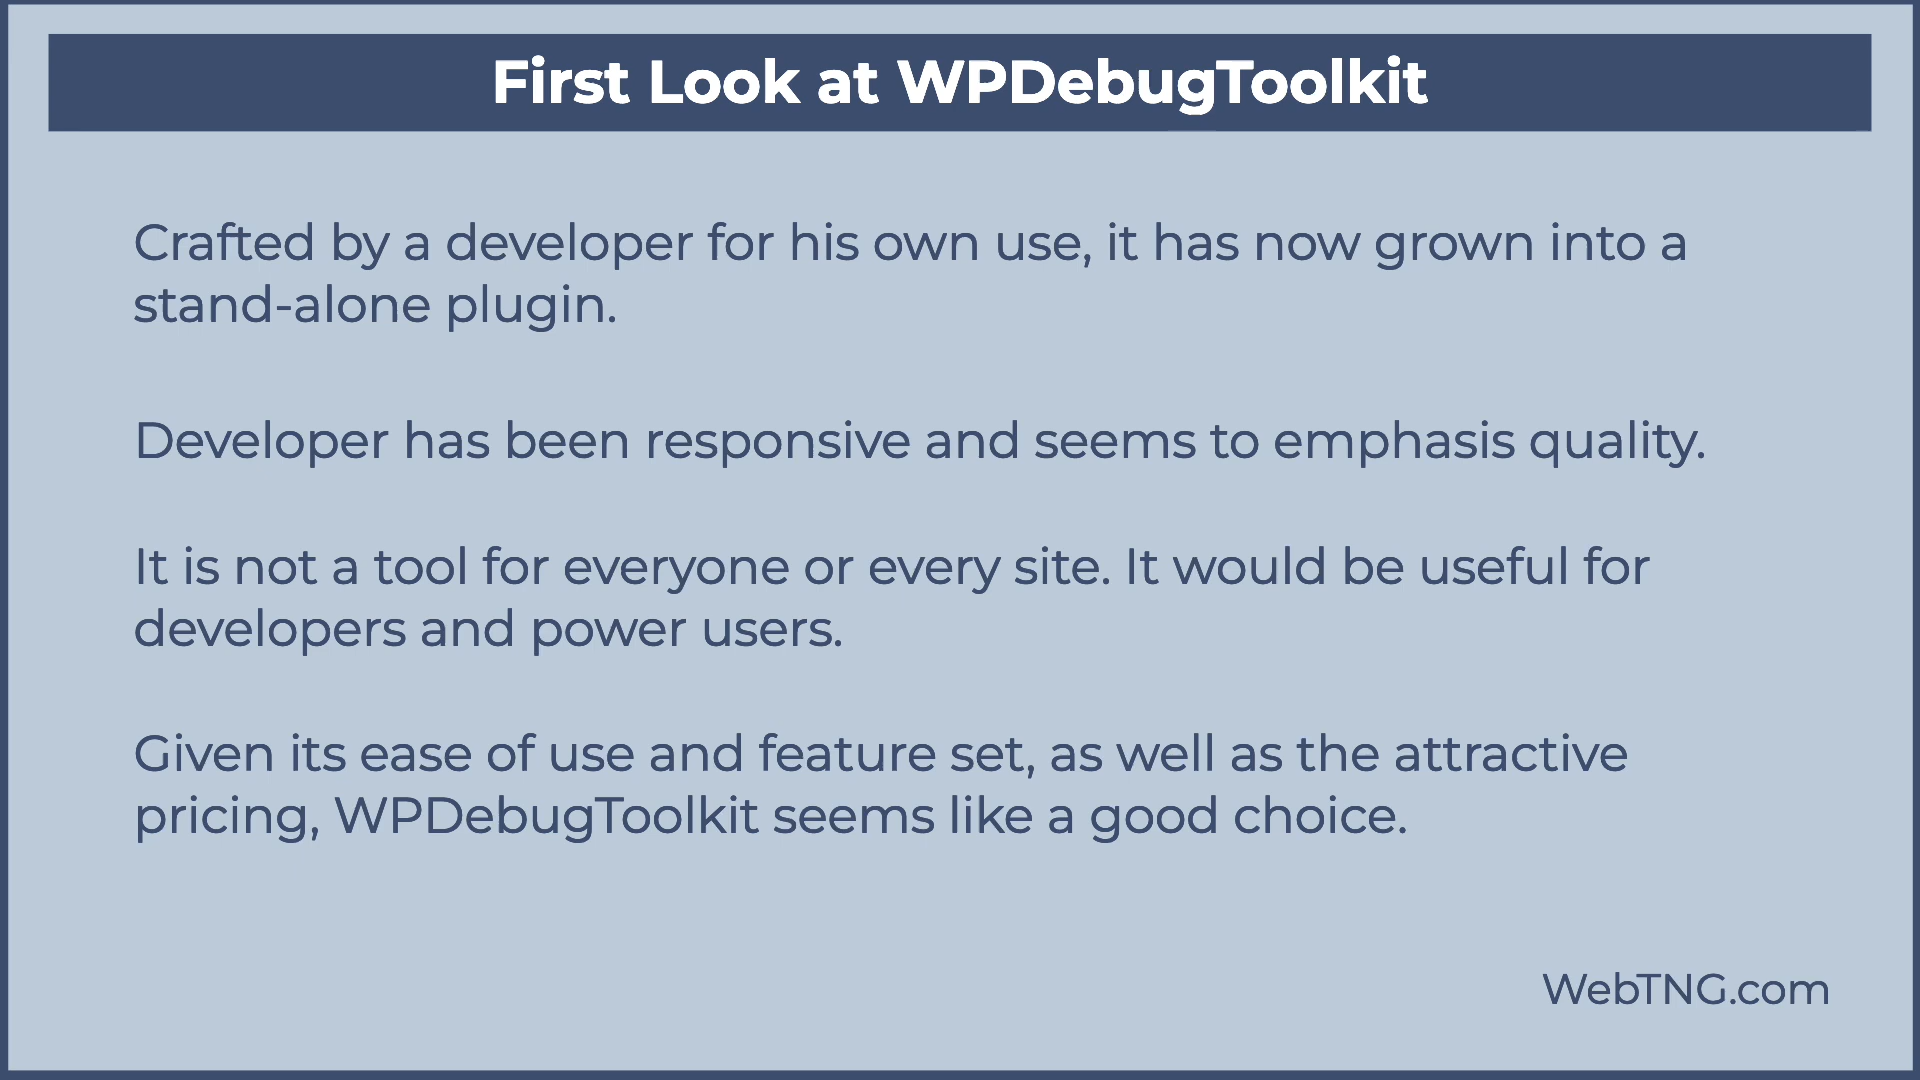 First Look at WPDebugToolkit
Crafted by a developer for his own use, it has now grown into a
stand-alone plugin.
Developer has been responsive and seems to emphasis quality.
It is not a tool for everyone or every site. It would be useful for
developers and power users.
Given its ease of use and feature set, as well as the attractive
pricing, WPDebugToolkit seems like a good choice.
WebTNG.com